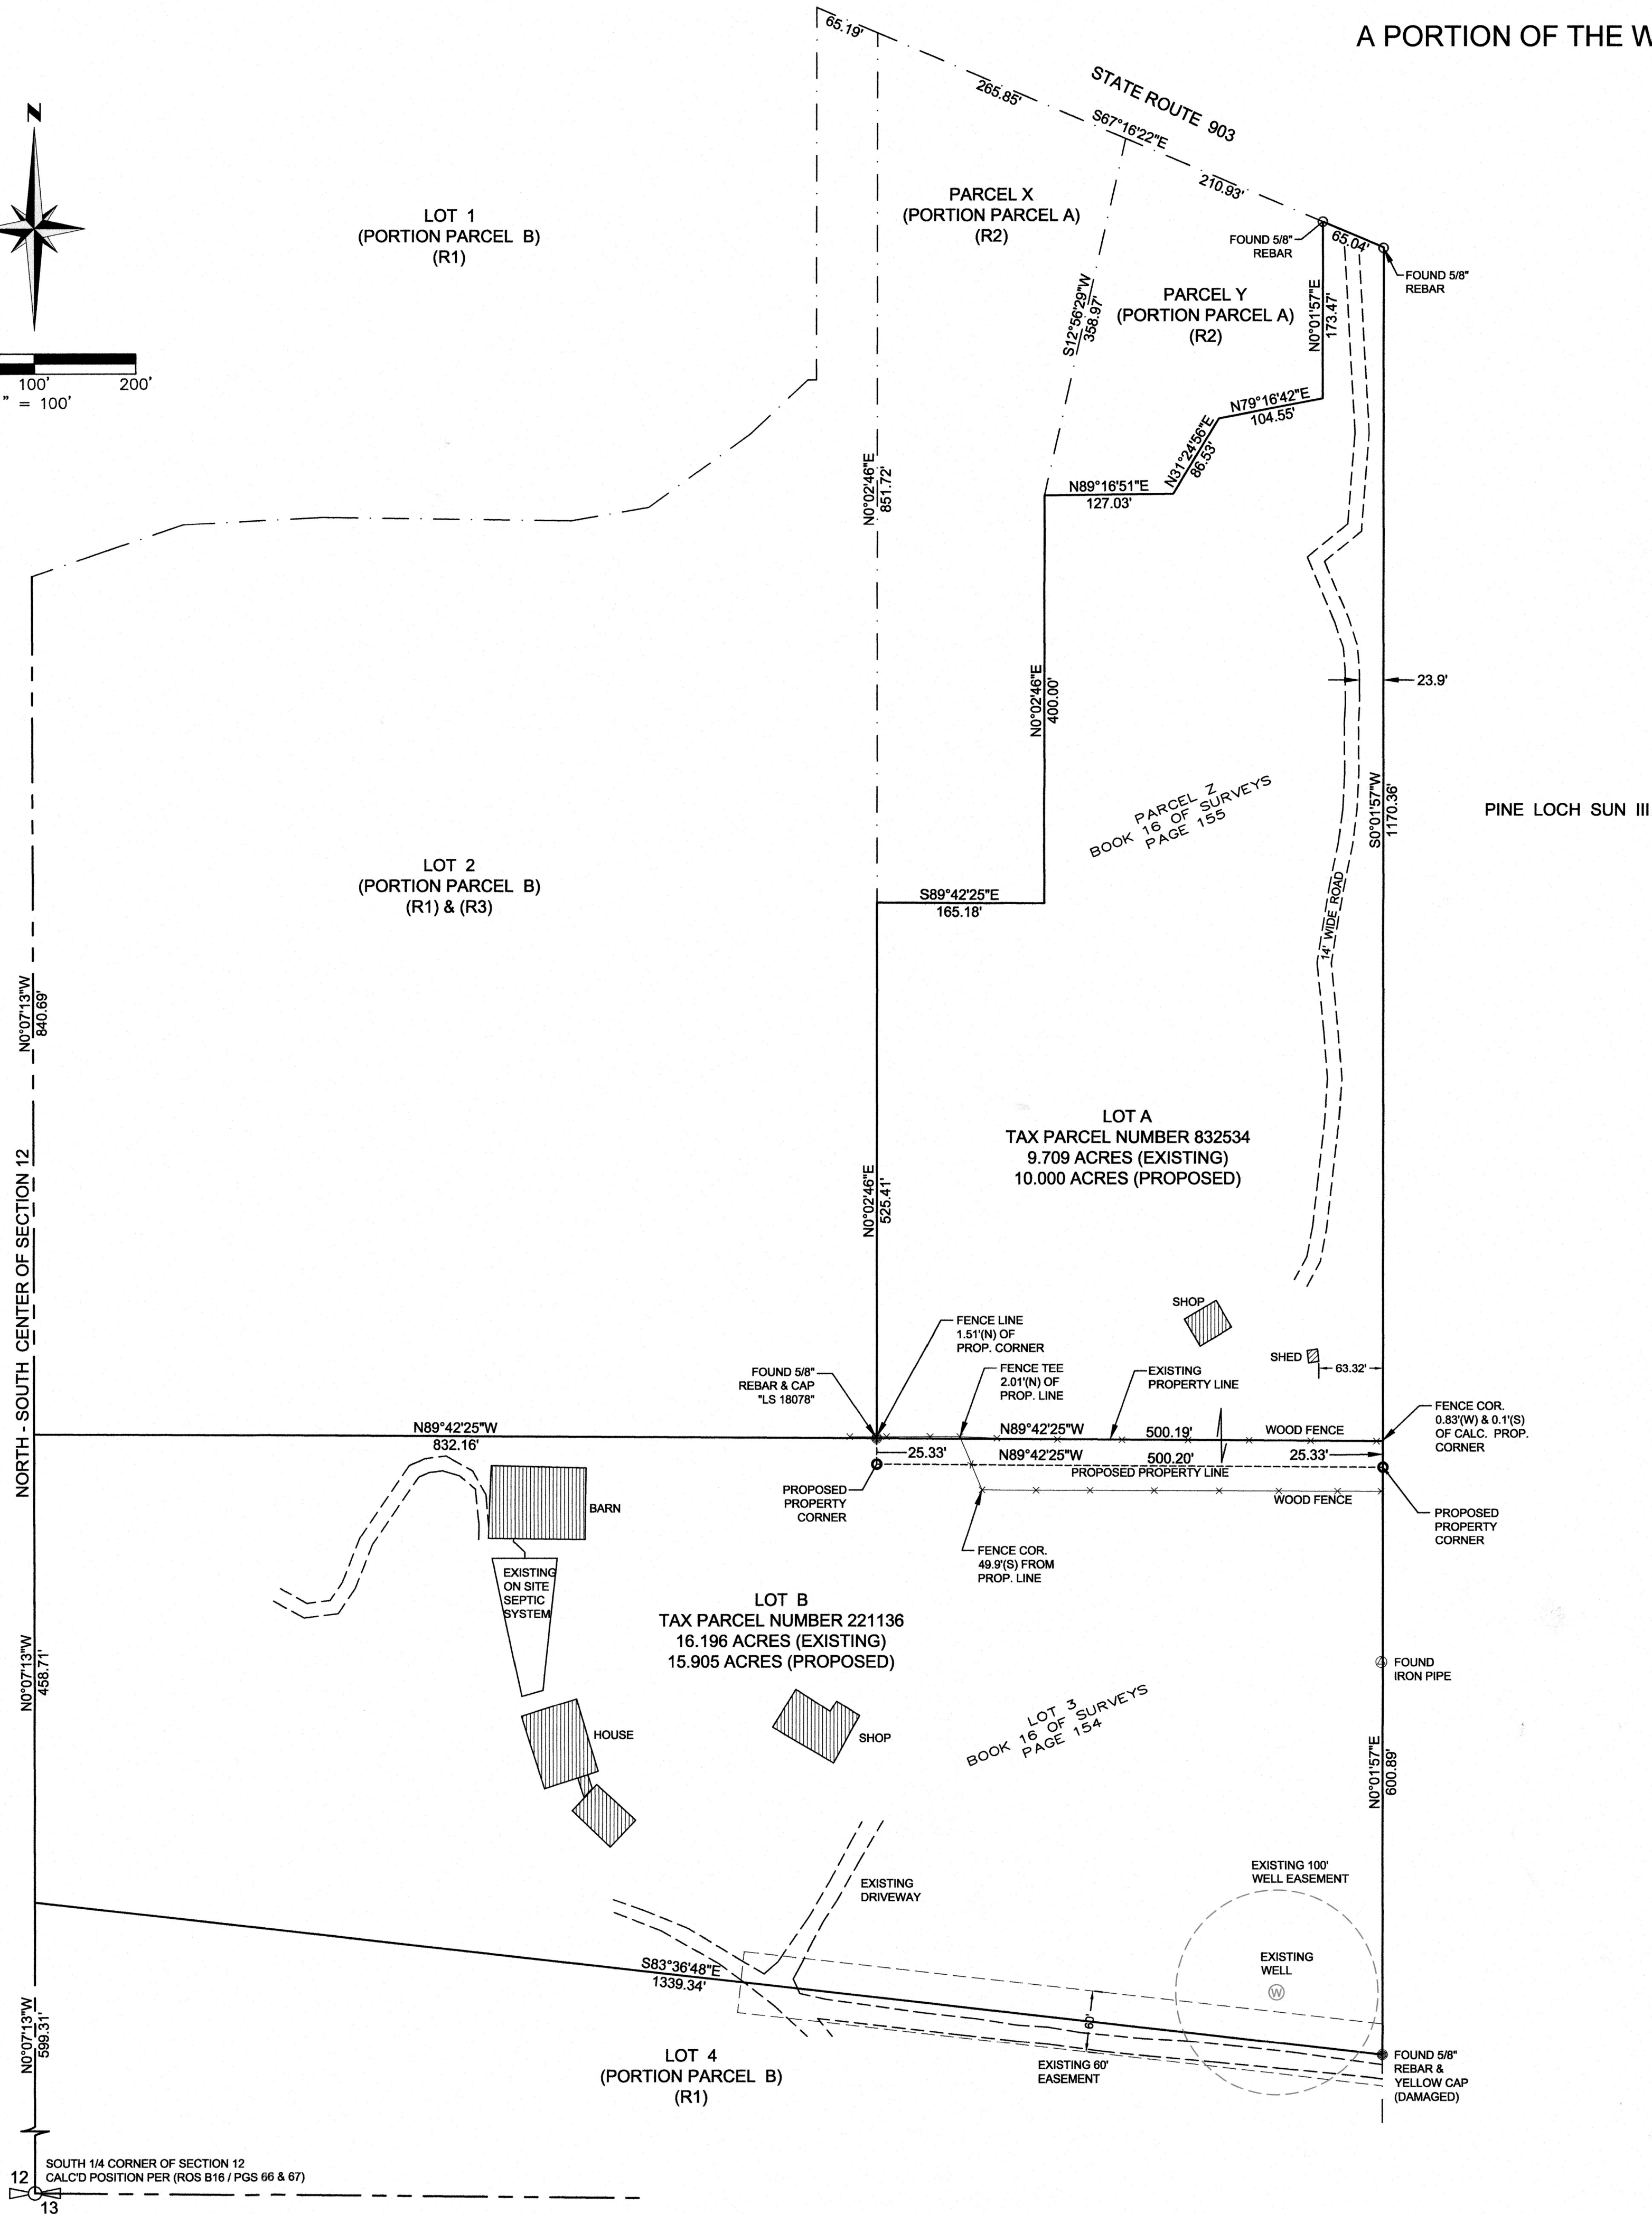 A PORTION OF THE W
65.19'
265.85'
STATE ROUTE 903
S67°16'22"E
210.93'
N
100' 200'
" = 100'
LOT 1
(PORTION PARCEL B)
(R1)
PARCEL X
(PORTION PARCEL A)
(R2)
FOUND 5/8"
REBAR
65.04'
FOUND 5/8"
REBAR
S12°56'29"W
358.97'
PARCEL Y
(PORTION PARCEL A)
(R2)
N0°01'57"E
173.47'
N79°16'42"E
104.55'
N31°24'56"E
86.53'
N89°16'51"E
127.03'
N0°02'46"E
851.72'
N0°02'46"E
400.00'
23.9'
PARCEL Z
BOOK 16 OF SURVEYS
PAGE 155
S0°01'57"W
1170.36'
PINE LOCH SUN III
LOT 2
(PORTION PARCEL B)
(R1) & (R3)
S89°42'25"E
165.18'
14' WIDE ROAD
N0°07'13"W
840.69'
LOT A
TAX PARCEL NUMBER 832534
9.709 ACRES (EXISTING)
10.000 ACRES (PROPOSED)
N0°02'46"E
525.41'
NORTH - SOUTH CENTER OF SECTION 12
SHOP
SHED
63.32'
FENCE LINE
1.51'(N) OF
PROP. CORNER
FOUND 5/8"
REBAR & CAP
"LS 18078"
FENCE TEE
2.01'(N) OF
PROP. LINE
EXISTING
PROPERTY LINE
FENCE COR.
0.83'(W) & 0.1'(S)
OF CALC. PROP.
CORNER
N89°42'25"W
832.16'
N89°42'25"W
500.19'
WOOD FENCE
25.33'
N89°42'25"W
500.20'
25.33'
PROPOSED PROPERTY LINE
WOOD FENCE
PROPOSED
PROPERTY
CORNER
PROPOSED
PROPERTY
CORNER
FENCE COR.
49.9'(S) FROM
PROP. LINE
BARN
EXISTING
ON SITE
SEPTIC
SYSTEM
LOT B
TAX PARCEL NUMBER 221136
16.196 ACRES (EXISTING)
15.905 ACRES (PROPOSED)
N0°07'13"W
458.71'
FOUND
IRON PIPE
LOT 3
BOOK 16 OF SURVEYS
PAGE 154
HOUSE
SHOP
N0°01'57"E
600.89'
EXISTING
DRIVEWAY
EXISTING 100'
WELL EASEMENT
EXISTING
WELL
W
S83°36'48"E
1339.34'
60'
EXISTING 60'
EASEMENT
FOUND 5/8"
REBAR &
YELLOW CAP
(DAMAGED)
N0°07'13"W
599.31'
LOT 4
(PORTION PARCEL B)
(R1)
SOUTH 1/4 CORNER OF SECTION 12
CALC'D POSITION PER (ROS B16 / PGS 66 & 67)
12
13